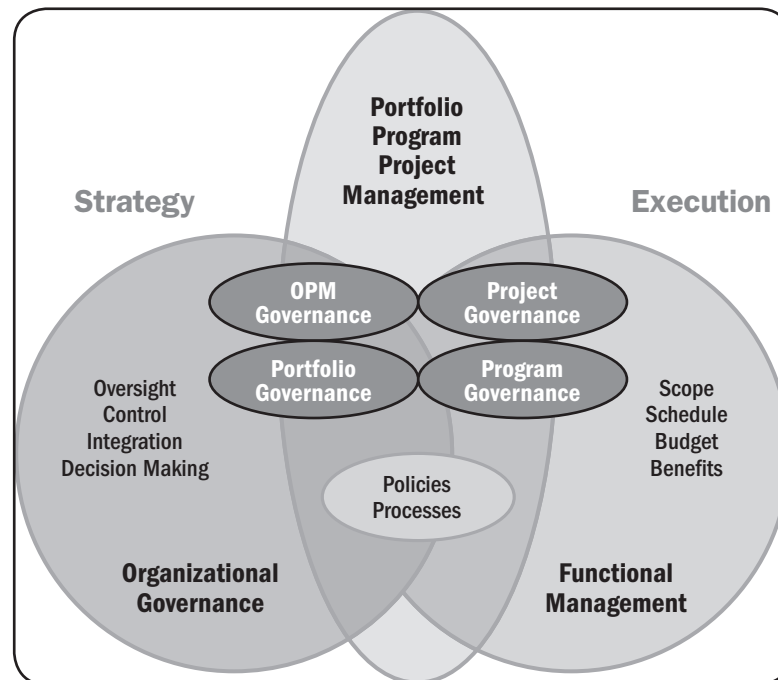 Portfolio
Program
Project
Management
Strategy
Execution
OPM
Governance
Project
Governance
Portfolio
Governance
Program
Governance
Oversight
Control
Integration
Decision Making
Scope
Schedule
Budget
Benefits
Policies
Processes
Organizational
Governance
Functional
Management